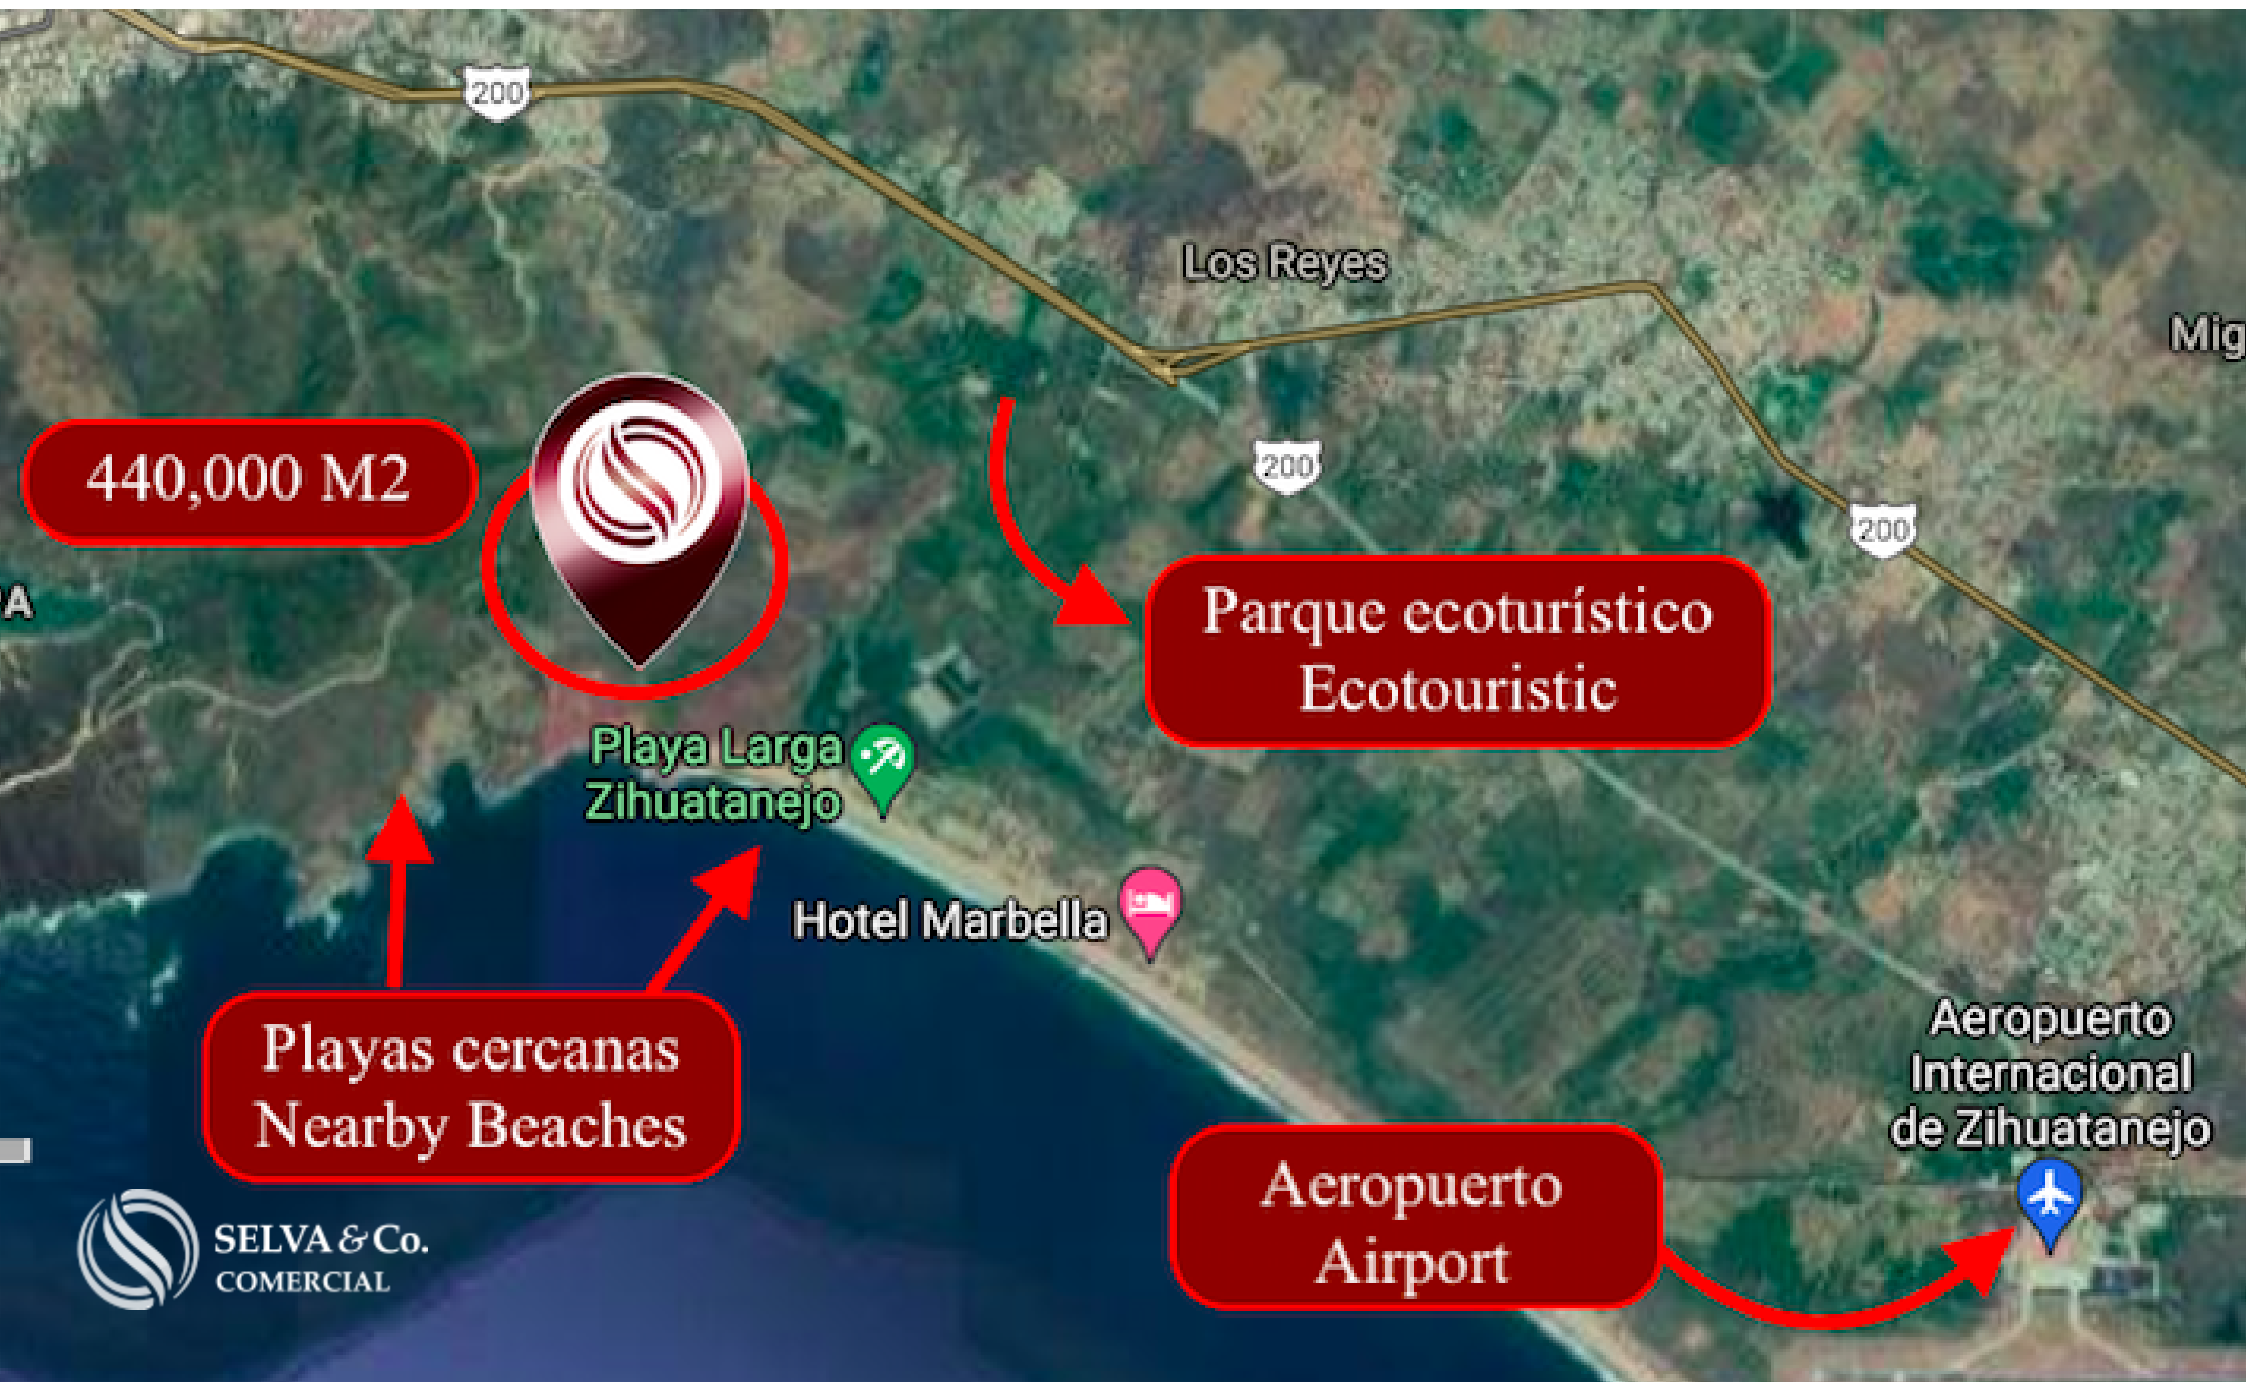 200
Los Reyes
Mig
440,000 M2
200
200
Parque ecoturístico
Ecotouristic
A
Playa Larga
Zihuatanejo
Hotel Marbella
Playas cercanas
Nearby Beaches
Aeropuerto
Internacional
de Zihuatanejo
Aeropuerto
Airport
SELVA & Co.
COMERCIAL